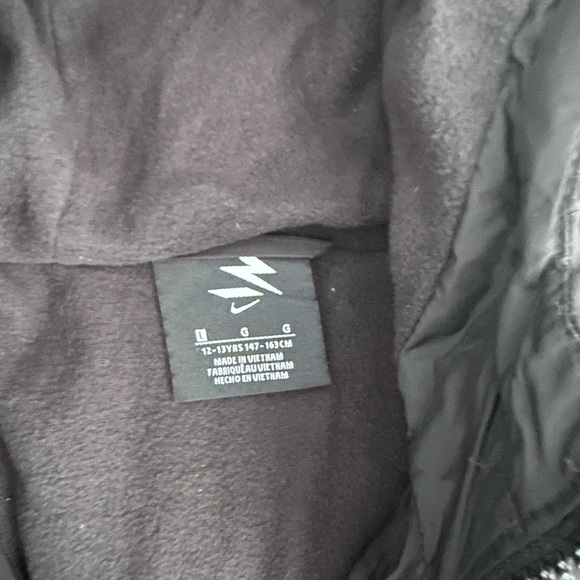 L G G
12-13YRS 147-163CM
MADE IN VIETNAM
FABRIQUÉ AU VIETNAM
HECHO EN VIETNAM